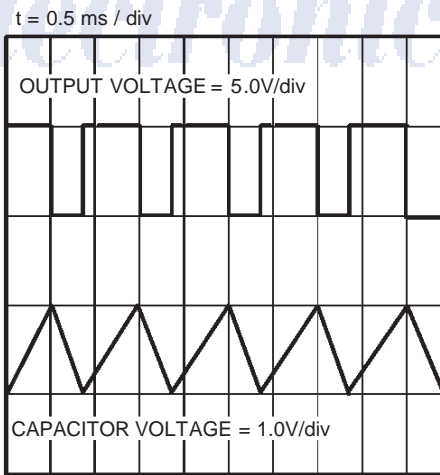 t = 0.5 ms / div
OUTPUT VOLTAGE = 5.0V/div
CAPACITOR VOLTAGE = 1.0V/div